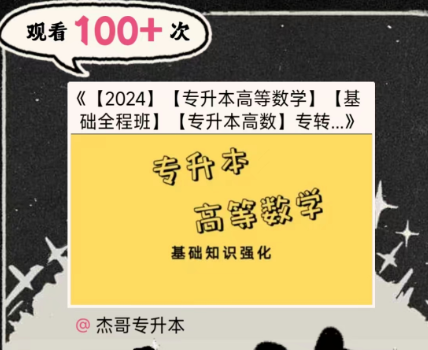 观看100+次
《【2024】【专升本高等数学】【基
础全程班】【专升本高数】专转...》
专升本
高等数学
基础知识强化
@杰哥专升本